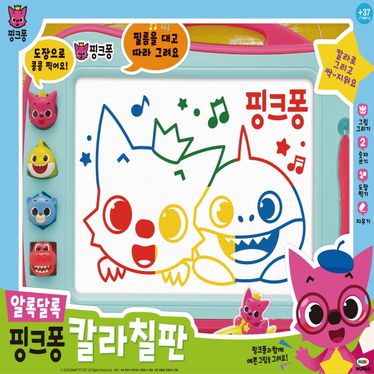 핑크퐁
도장으로
콩콩 찍어요!
핑크퐁
필름을 대고
따라 그려요
+37
칼라로
그리고
싹~지워요
핑크퐁
그림
그리기
숫자
쓰기
도장
찍기
지우기
알록달록
핑크퐁 칼라칠판
핑크퐁과 함께
예쁜 그림을 그려요!